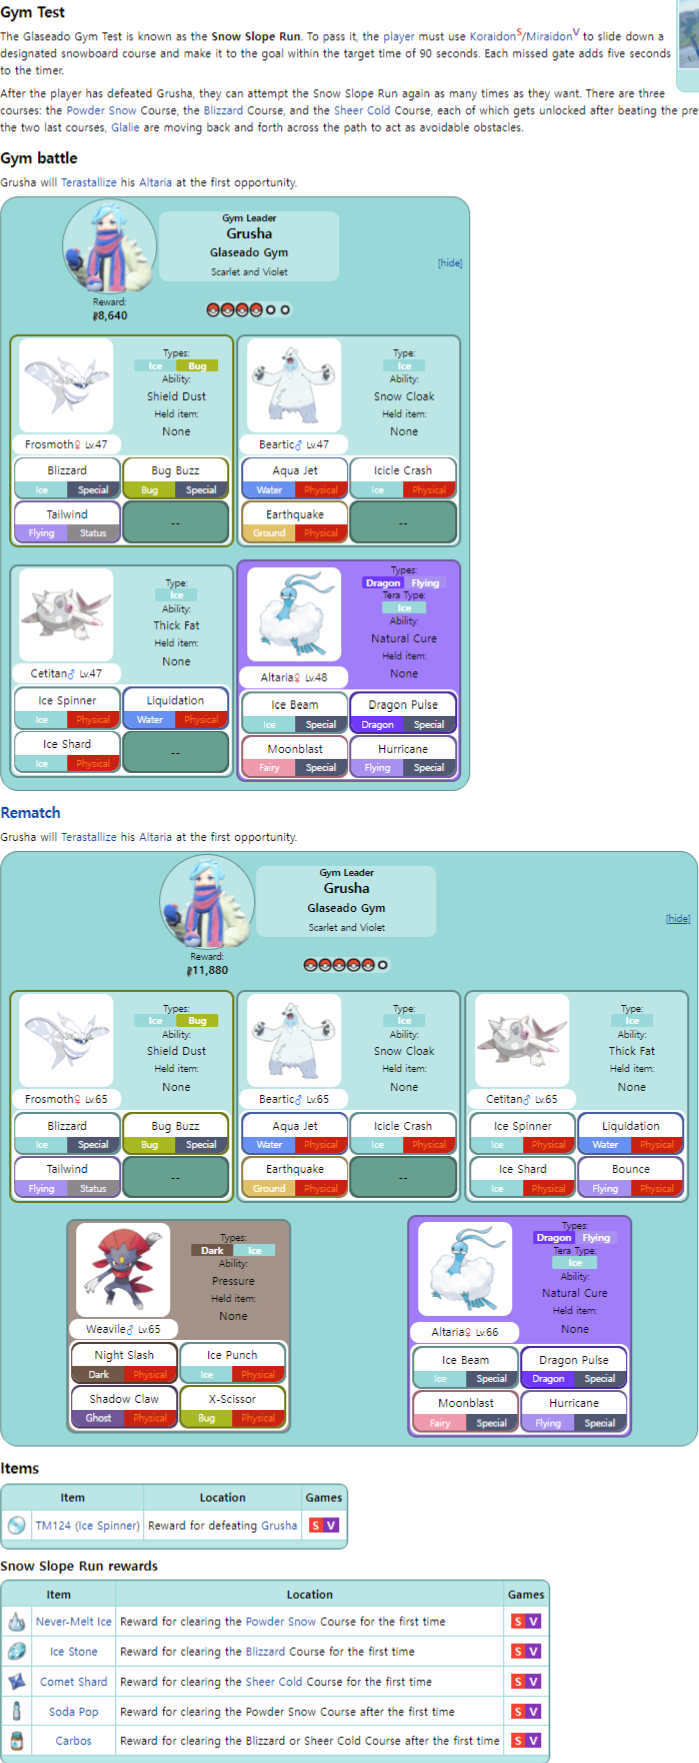 Gym Test
The Glaseado Gym Test is known as the Snow Slope Run. To pass it, the player must use KoraidonS/MiraidonV to slide down a
designated snowboard course and make it to the goal within the target time of 90 seconds. Each missed gate adds five seconds
to the timer.
After the player has defeated Grusha, they can attempt the Snow Slope Run again as many times as they want. There are three
courses: the Powder Snow Course, the Blizzard Course, and the Sheer Cold Course, each of which gets unlocked after beating the pre
the two last courses, Glalie are moving back and forth across the path to act as avoidable obstacles.
Gym battle
Grusha will Terastallize his Altaria at the first opportunity.
Gym Leader
Grusha
Glaseado Gym
Scarlet and Violet
[hide]
Reward:
8,640
Types:
Ice Bug
Ability:
Shield Dust
Held item:
None
Frosmoth♀ Lv.47
Blizzard
Ice Special
Bug Buzz
Bug Special
Tailwind
Flying Status
--
Type:
Ice
Ability:
Snow Cloak
Held item:
None
Beartic♂ Lv.47
Aqua Jet
Water Physical
Icicle Crash
Ice Physical
Earthquake
Ground Physical
--
Type:
Ice
Ability:
Thick Fat
Held item:
None
Cetitan♂ Lv.47
Ice Spinner
Ice Physical
Liquidation
Water Physical
Ice Shard
Ice Physical
--
Types:
Dragon Flying
Tera Type:
Ice
Ability:
Natural Cure
Held item:
None
Altaria♀ Lv.48
Ice Beam
Ice Special
Dragon Pulse
Dragon Special
Moonblast
Fairy Special
Hurricane
Flying Special
Rematch
Grusha will Terastallize his Altaria at the first opportunity.
Gym Leader
Grusha
Glaseado Gym
Scarlet and Violet
[hide]
Reward:
11,880
Types:
Ice Bug
Ability:
Shield Dust
Held item:
None
Frosmoth♀ Lv.65
Blizzard
Ice Special
Bug Buzz
Bug Special
Tailwind
Flying Status
--
Type:
Ice
Ability:
Snow Cloak
Held item:
None
Beartic♂ Lv.65
Aqua Jet
Water Physical
Icicle Crash
Ice Physical
Earthquake
Ground Physical
--
Type:
Ice
Ability:
Thick Fat
Held item:
None
Cetitan♂ Lv.65
Ice Spinner
Ice Physical
Liquidation
Water Physical
Ice Shard
Ice Physical
Bounce
Flying Physical
Types:
Dark Ice
Ability:
Pressure
Held item:
None
Weavile♂ Lv.65
Night Slash
Dark Physical
Ice Punch
Ice Physical
Shadow Claw
Ghost Physical
X-Scissor
Bug Physical
Types:
Dragon Flying
Tera Type:
Ice
Ability:
Natural Cure
Held item:
None
Altaria♀ Lv.66
Ice Beam
Ice Special
Dragon Pulse
Dragon Special
Moonblast
Fairy Special
Hurricane
Flying Special
Items
Item Location Games
TM124 (Ice Spinner) Reward for defeating Grusha S V
Snow Slope Run rewards
Item Location Games
Never-Melt Ice Reward for clearing the Powder Snow Course for the first time S V
Ice Stone Reward for clearing the Blizzard Course for the first time S V
Comet Shard Reward for clearing the Sheer Cold Course for the first time S V
Soda Pop Reward for clearing the Powder Snow Course after the first time S V
Carbos Reward for clearing the Blizzard or Sheer Cold Course after the first time S V